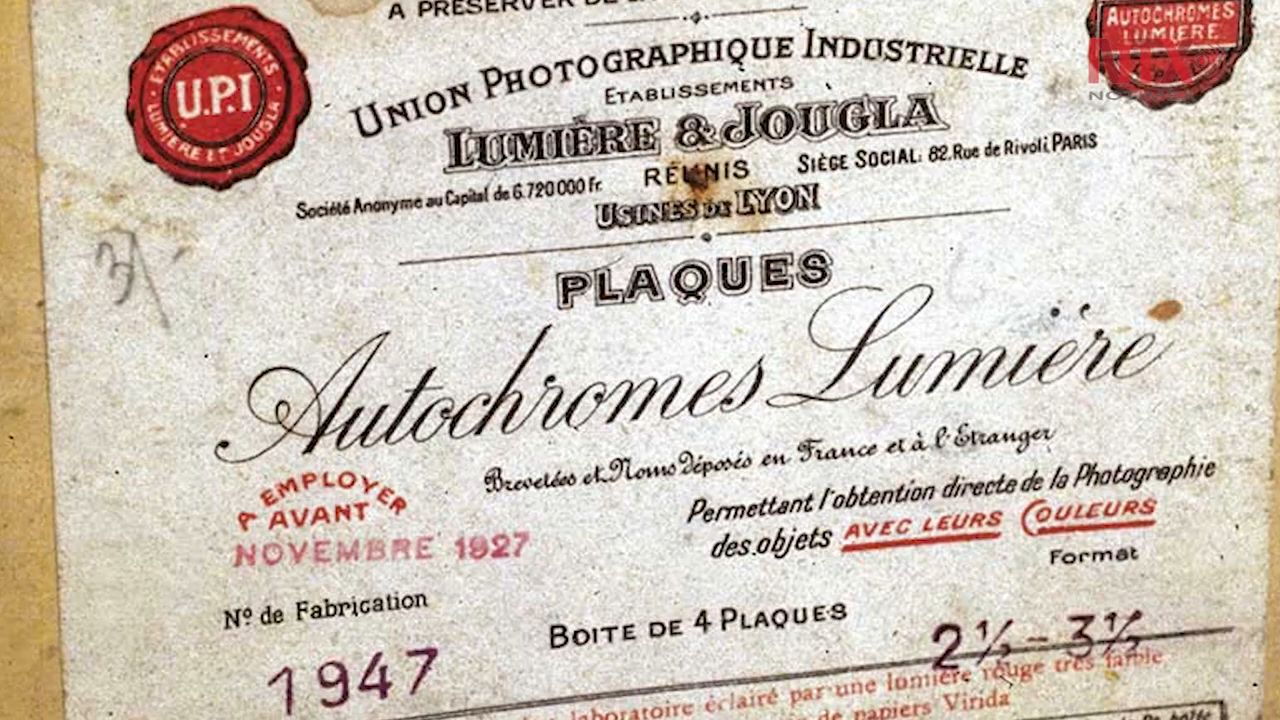 A PRÉSERVER DE LA
ÉTABLISSEMENTS
U.P.I
LUMIÈRE ET JOUGLA
AUTOCHROMES
LUMIERE
UNION PHOTOGRAPHIQUE INDUSTRIELLE
ETABLISSEMENTS
LUMIÈRE & JOUGLA
RÉUNIS
Société Anonyme au Capital de 6.720000 Fr.
SIÈGE SOCIAL: 82.Rue de Rivoli.PARIS
USINES DE LYON
PLAQUES
Autochromes Lumière
Brevetées et Noms déposés en France et à l'Etranger
Permettant l'obtention directe de la Photographie
des objets AVEC LEURS COULEURS
A EMPLOYER
AVANT
NOVEMBRE 1927
Format
Nº de Fabrication
BOITE DE 4 PLAQUES
2½-3½
1947
laboratoire éclairé par une lumière rouge très faible
de papiers Virida